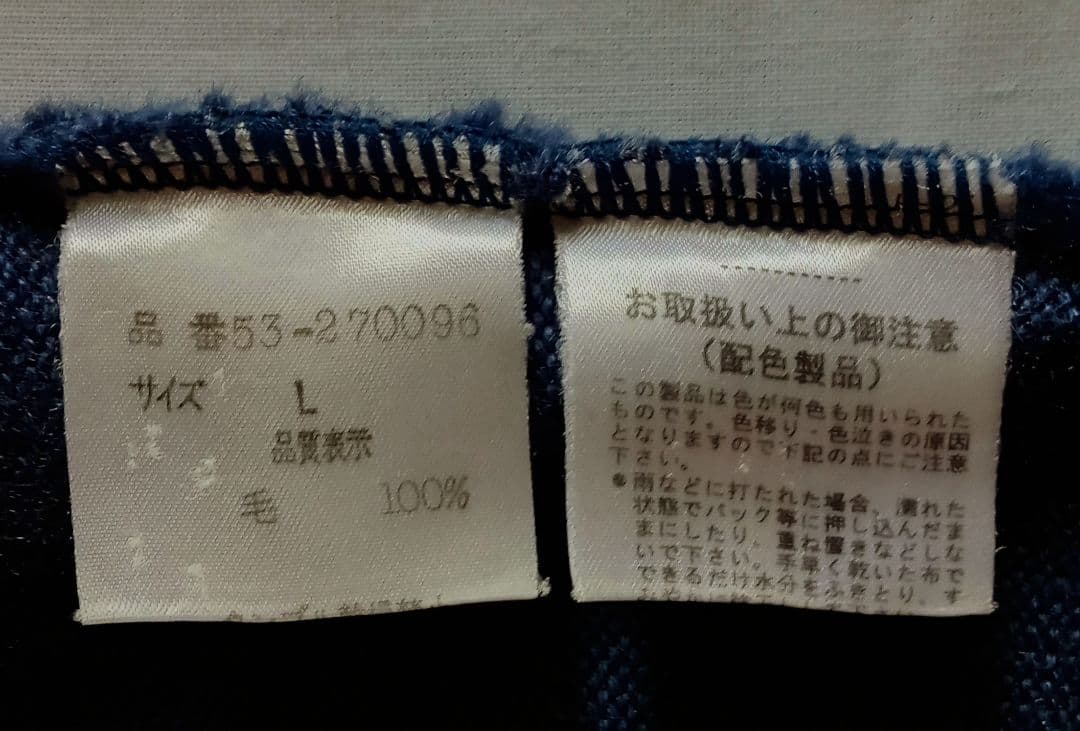 品 番53-270096
サイズ L
品質表示
毛 100%
お取扱い上の御注意
(配色製品)
この製品は色が何色も用いられた
ものです。色移り・色泣きの原因
となりますので下記の点にご注意
下さい。
●雨などに打たれた場合、濡れた
状態でバック等に押し込んだま
まにしたり、重ね置きなどしな
いで下さい。手早く乾いた布で
できるだけ水分をふきとり、す